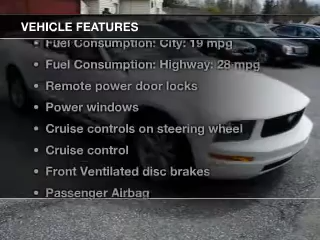 VEHICLE FEATURES
• Fuel Consumption: City: 19 mpg
• Fuel Consumption: Highway: 28 mpg
• Remote power door locks
• Power windows
• Cruise controls on steering wheel
• Cruise control
• Front Ventilated disc brakes
• Passenger Airbag